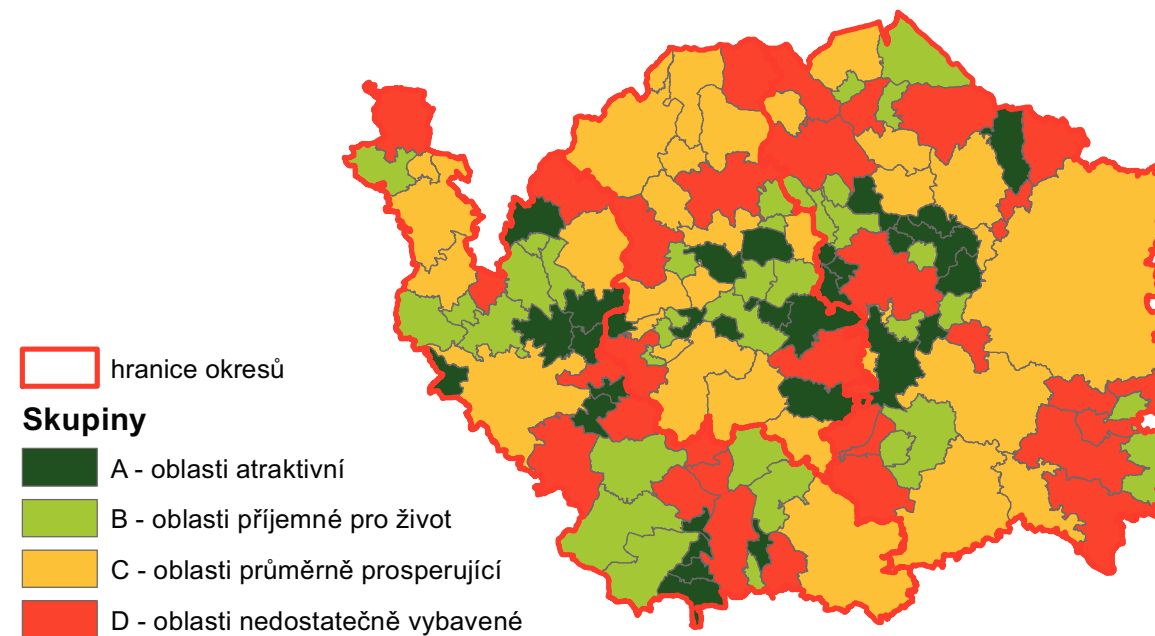 hranice okresů
Skupiny
A - oblasti atraktivní
B - oblasti příjemné pro život
C - oblasti průměrně prosperující
D - oblasti nedostatečně vybavené